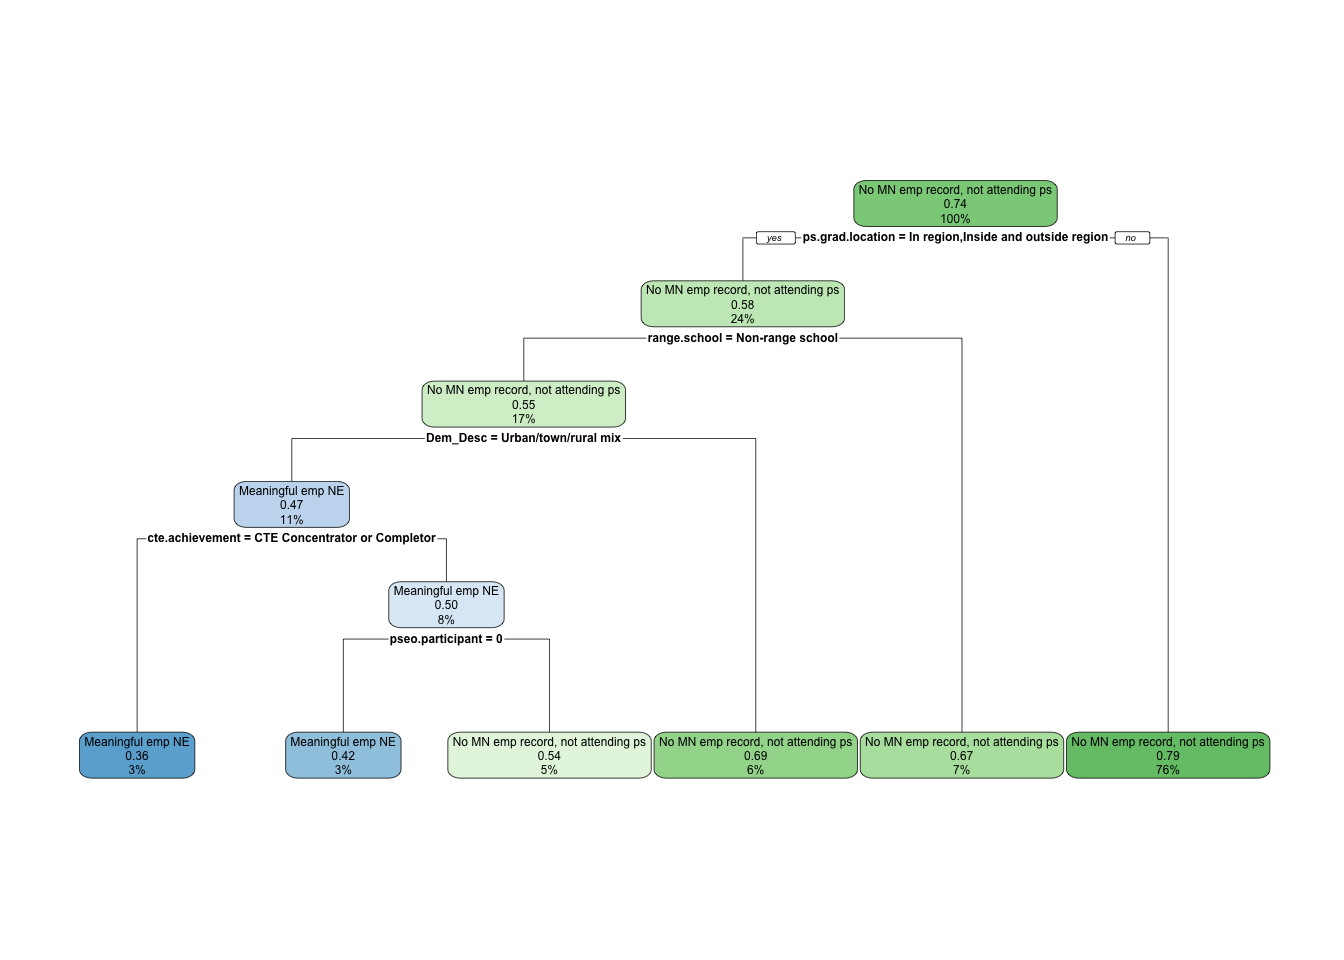 No MN emp record, not attending ps
0.74
100%
yes
ps.grad.location = In region,Inside and outside region
no
No MN emp record, not attending ps
0.58
24%
range.school = Non-range school
No MN emp record, not attending ps
0.55
17%
Dem_Desc = Urban/town/rural mix
Meaningful emp NE
0.47
11%
cte.achievement = CTE Concentrator or Completor
Meaningful emp NE
0.50
8%
pseo.participant = 0
Meaningful emp NE
0.36
3%
Meaningful emp NE
0.42
3%
No MN emp record, not attending ps
0.54
5%
No MN emp record, not attending ps
0.69
6%
No MN emp record, not attending ps
0.67
7%
No MN emp record, not attending ps
0.79
76%